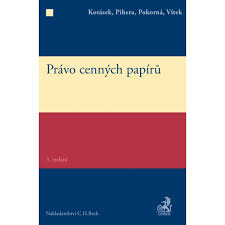 Kotásek, Pihera, Pokorná, Vítek
Právo cenných papírů
1. vydání
Nakladatelství C. H. Beck